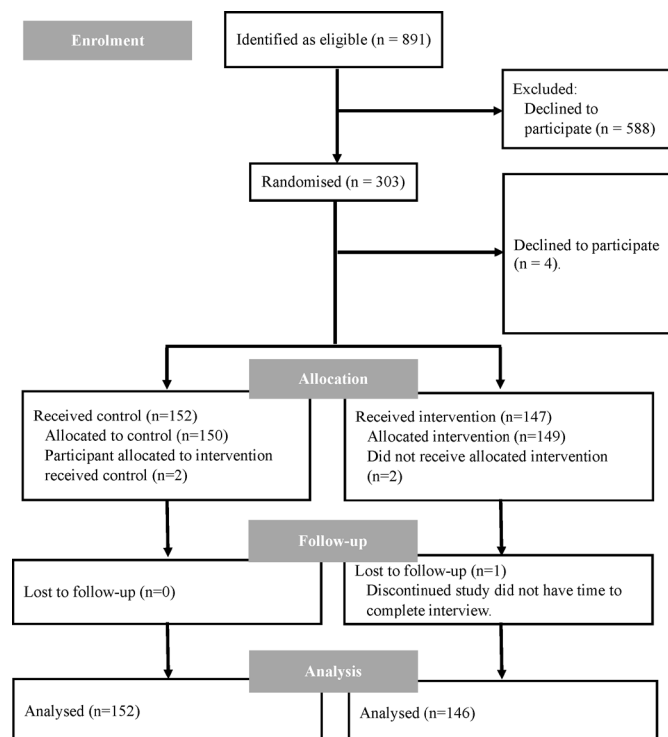 Enrolment
Identified as eligible (n = 891)
Excluded:
Declined to
participate (n = 588)
Randomised (n = 303)
Declined to participate
(n = 4).
Allocation
Received control (n=152)
Allocated to control (n=150)
Participant allocated to intervention
received control (n=2)
Received intervention (n=147)
Allocated intervention (n=149)
Did not receive allocated intervention
(n=2)
Follow-up
Lost to follow-up (n=0)
Lost to follow-up (n=1)
Discontinued study did not have time to
complete interview.
Analysis
Analysed (n=152)
Analysed (n=146)